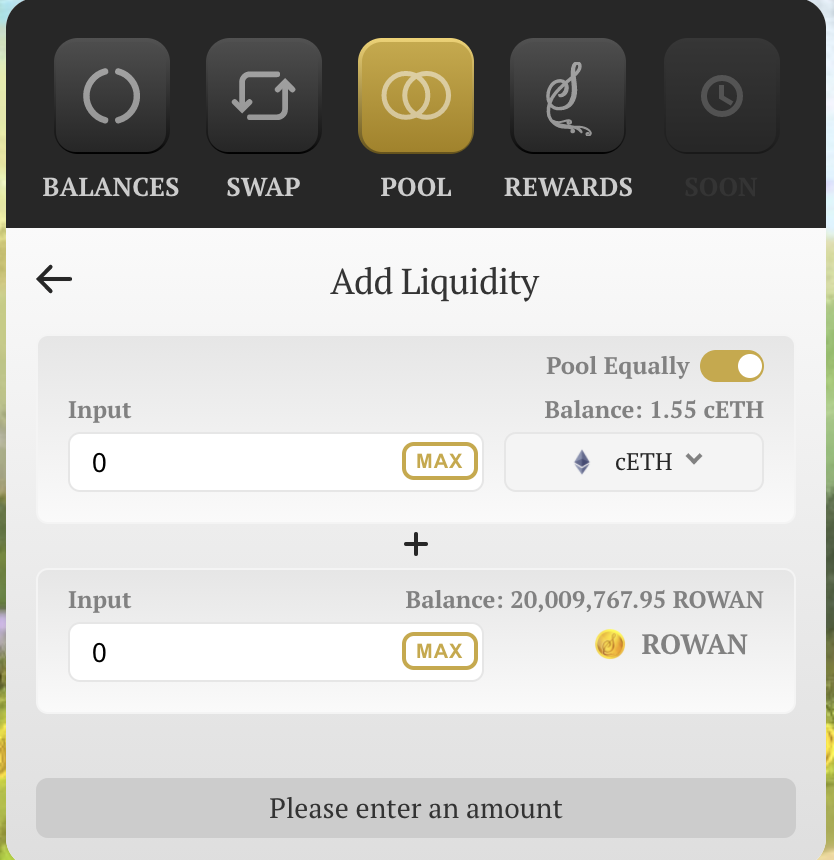 BALANCES SWAP POOL REWARDS SOON
Add Liquidity
Pool Equally
Input Balance: 1.55 cETH
0 MAX cETH
+
Input Balance: 20,009,767.95 ROWAN
0 MAX ROWAN
Please enter an amount